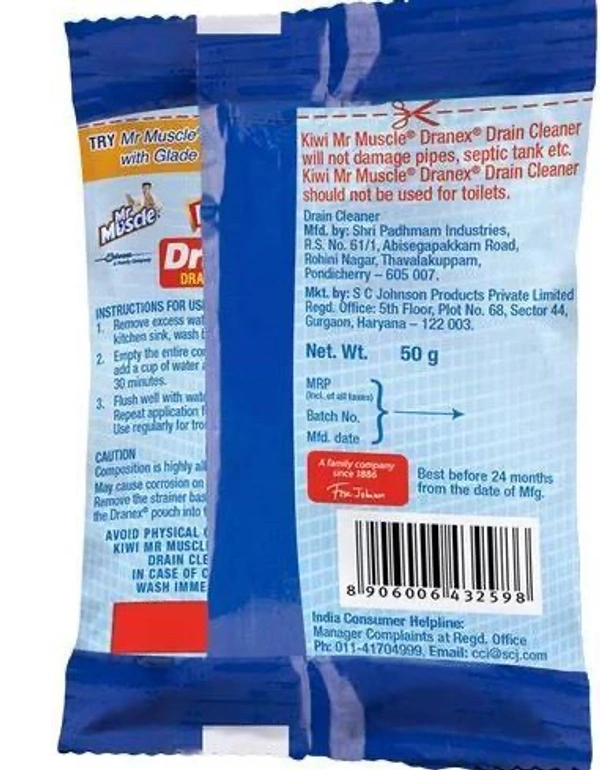 TRY Mr Muscle®
with Glade
Mr
Muscle
Johnson
A Family Company
Dr
DRA
INSTRUCTIONS FOR US
1. Remove excess wat
kitchen sink, wash b
2. Empty the entire co
add a cup of water
30 minutes.
3. Flush well with wat
Repeat application
Use regularly for tro
CAUTION
Composition is highly al
May cause corrosion on
Remove the strainer bas
the Dranex® pouch into
AVOID PHYSICAL C
KIWI MR MUSCL
DRAIN CLE
IN CASE OF C
WASH IMME
Kiwi Mr Muscle® Dranex® Drain Cleaner
will not damage pipes, septic tank etc.
Kiwi Mr Muscle® Dranex® Drain Cleaner
should not be used for toilets.
Drain Cleaner
Mfd. by: Shri Padhmam Industries,
R.S. No. 61/1, Abisegapakkam Road,
Rohini Nagar, Thavalakuppam,
Pondicherry – 605 007.
Mkt. by: S C Johnson Products Private Limited
Regd. Office: 5th Floor, Plot No. 68, Sector 44,
Gurgaon, Haryana – 122 003.
Net. Wt. 50 g
MRP
(Incl. of all taxes)
Batch No.
Mfd. date
A family company
since 1886
Fisk Johnson
Best before 24 months
from the date of Mfg.
8 906006 432598
India Consumer Helpline:
Manager Complaints at Regd. Office
Ph: 011-41704999, Email: cci@scj.com